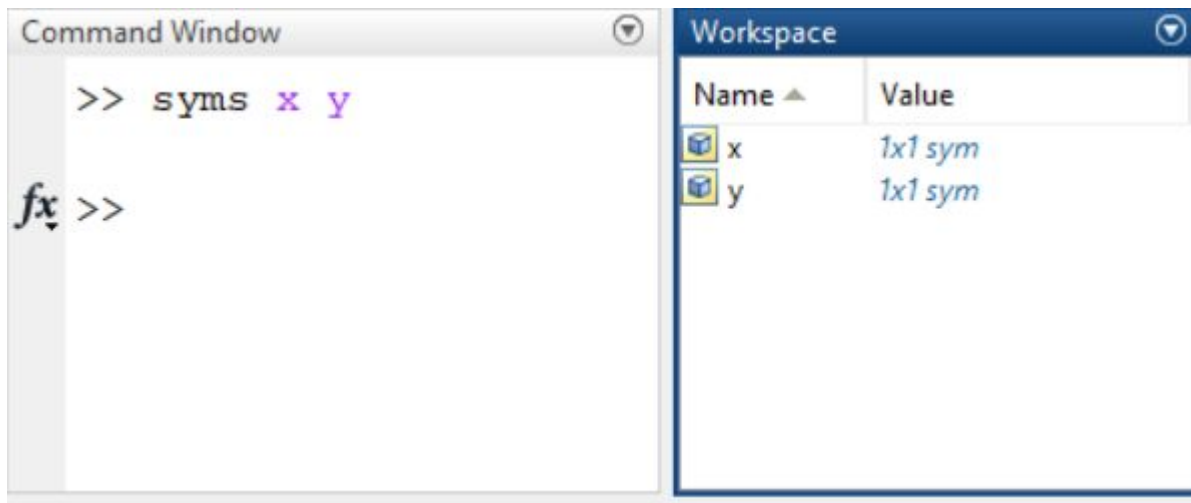 Command Window
>> syms x y
fx >>
Workspace
Name Value
x 1x1 sym
y 1x1 sym